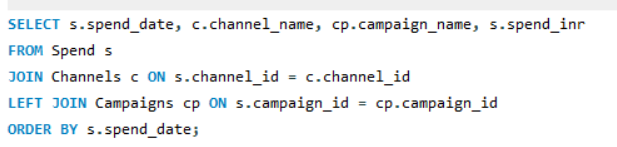 SELECT s.spend_date, c.channel_name, cp.campaign_name, s.spend_inr
FROM Spend s
JOIN Channels c ON s.channel_id = c.channel_id
LEFT JOIN Campaigns cp ON s.campaign_id = cp.campaign_id
ORDER BY s.spend_date;